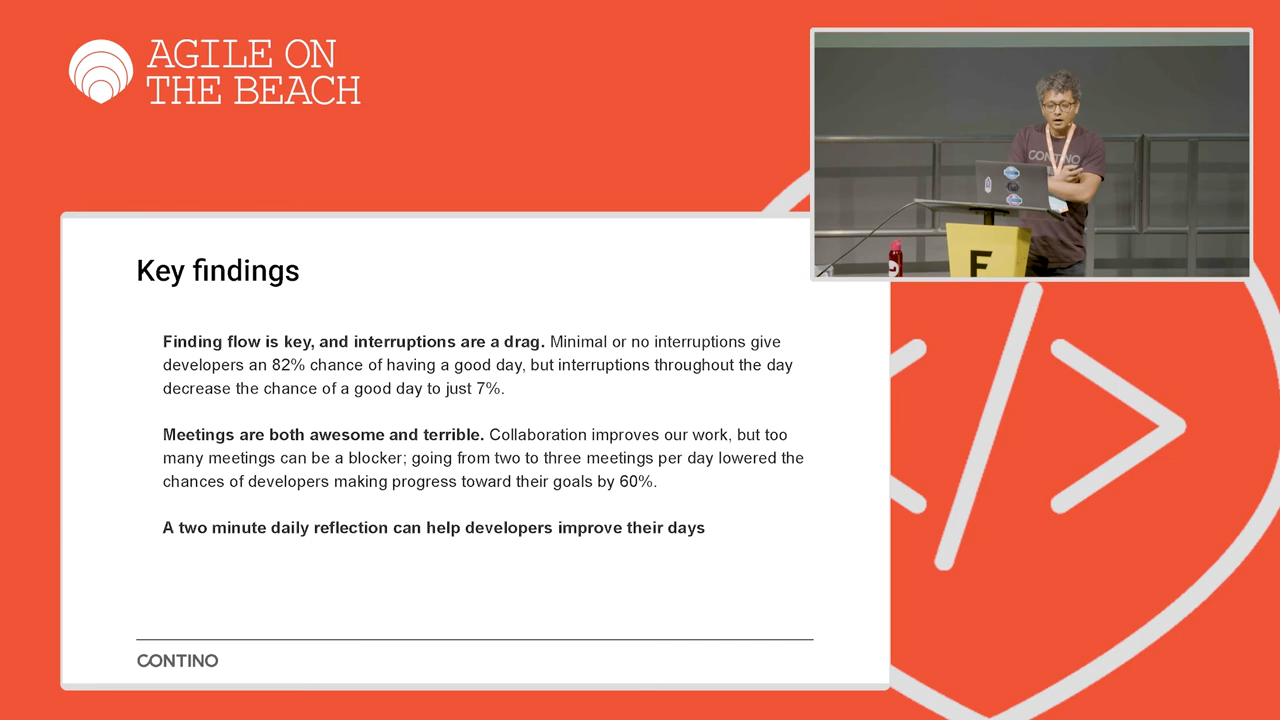 AGILE ON
THE BEACH
CONTINO
F
Key findings
Finding flow is key, and interruptions are a drag. Minimal or no interruptions give
developers an 82% chance of having a good day, but interruptions throughout the day
decrease the chance of a good day to just 7%.
Meetings are both awesome and terrible. Collaboration improves our work, but too
many meetings can be a blocker; going from two to three meetings per day lowered the
chances of developers making progress toward their goals by 60%.
A two minute daily reflection can help developers improve their days
CONTINO